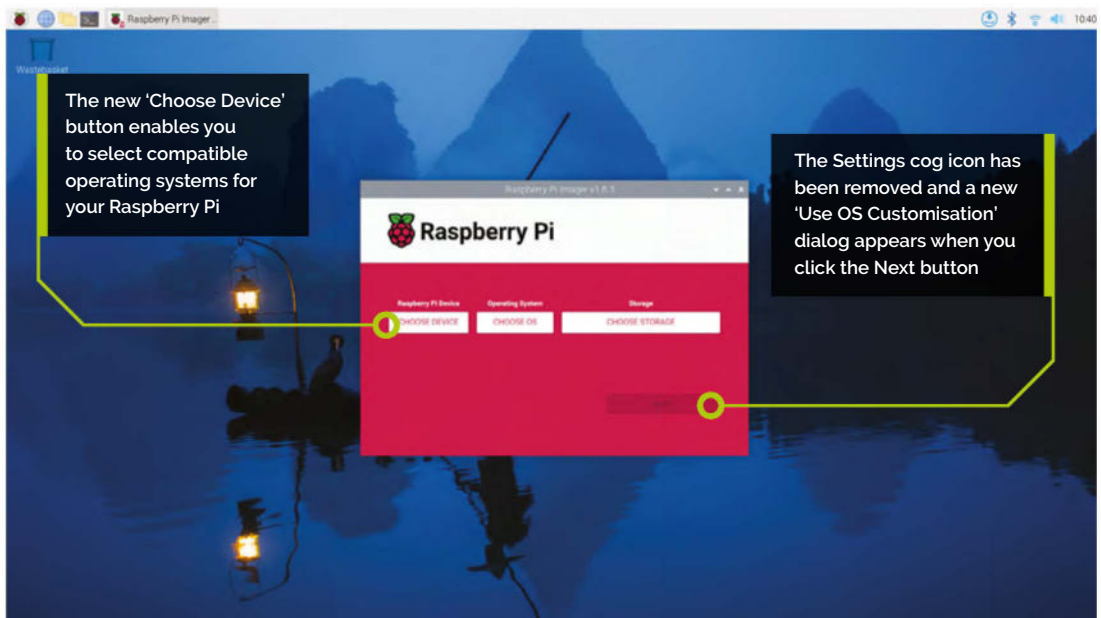 Raspberry Pi Imager ...
10:40
Wastebasket
The new ‘Choose Device’
button enables you
to select compatible
operating systems for
your Raspberry Pi
The Settings cog icon has
been removed and a new
‘Use OS Customisation’
dialog appears when you
click the Next button
Raspberry Pi Imager
Raspberry Pi
Raspberry Pi Device
Operating System
Storage
CHOOSE DEVICE
CHOOSE OS
CHOOSE STORAGE